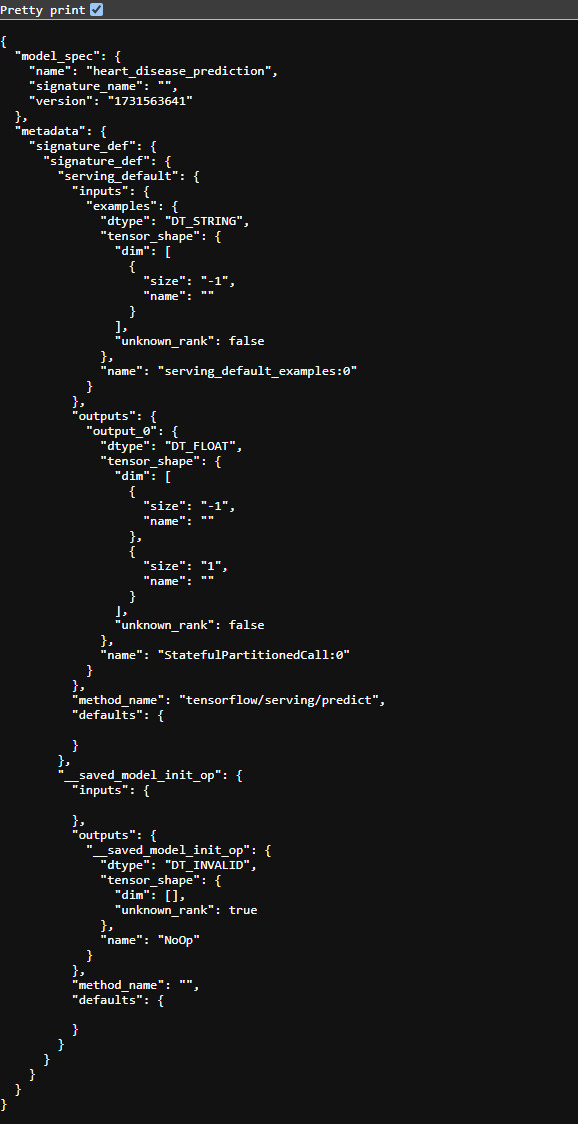 Pretty print
{
  "model_spec": {
    "name": "heart_disease_prediction",
    "signature_name": "",
    "version": "1731563641"
  },
  "metadata": {
    "signature_def": {
      "signature_def": {
        "serving_default": {
          "inputs": {
            "examples": {
              "dtype": "DT_STRING",
              "tensor_shape": {
                "dim": [
                  {
                    "size": "-1",
                    "name": ""
                  }
                ],
                "unknown_rank": false
              },
              "name": "serving_default_examples:0"
            }
          },
          "outputs": {
            "output_0": {
              "dtype": "DT_FLOAT",
              "tensor_shape": {
                "dim": [
                  {
                    "size": "-1",
                    "name": ""
                  },
                  {
                    "size": "1",
                    "name": ""
                  }
                ],
                "unknown_rank": false
              },
              "name": "StatefulPartitionedCall:0"
            }
          },
          "method_name": "tensorflow/serving/predict",
          "defaults": {

          }
        },
        "__saved_model_init_op": {
          "inputs": {

          },
          "outputs": {
            "__saved_model_init_op": {
              "dtype": "DT_INVALID",
              "tensor_shape": {
                "dim": [],
                "unknown_rank": true
              },
              "name": "NoOp"
            }
          },
          "method_name": "",
          "defaults": {

          }
        }
      }
    }
  }
}